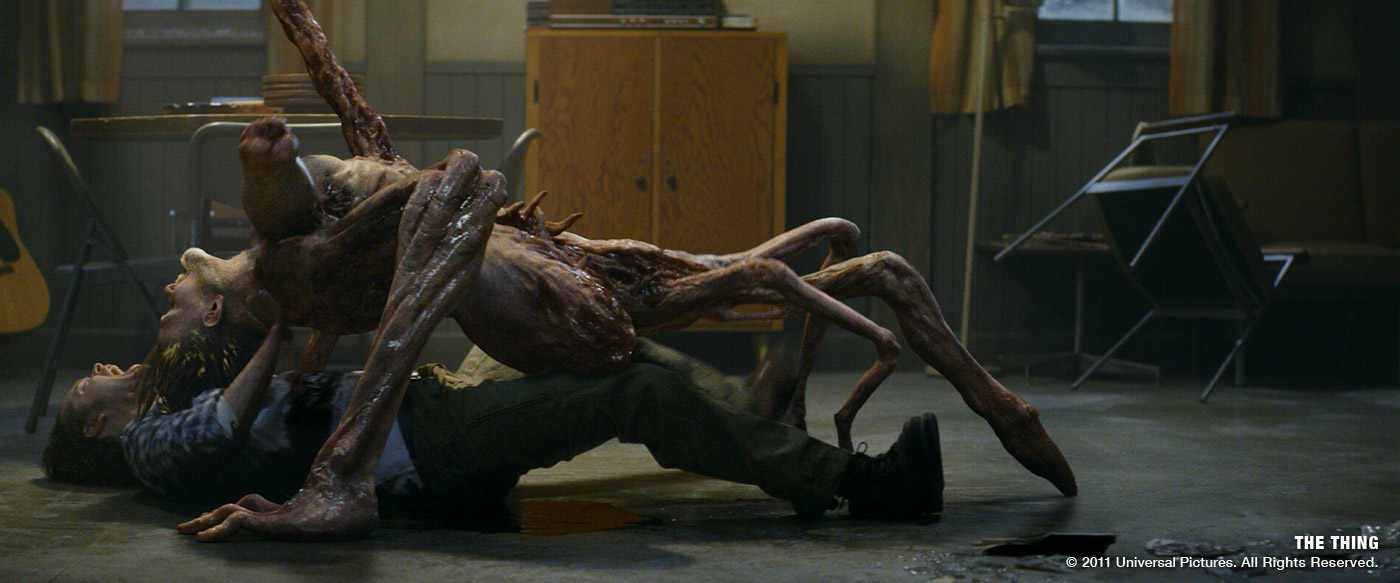 THE THING
© 2011 Universal Pictures. All Rights Reserved.